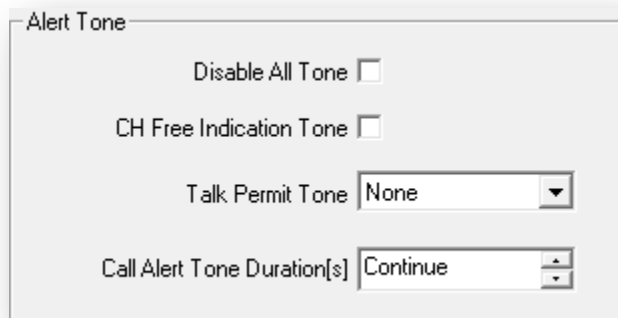 Alert Tone
Disable All Tone
CH Free Indication Tone
Talk Permit Tone None
Call Alert Tone Duration[s] Continue